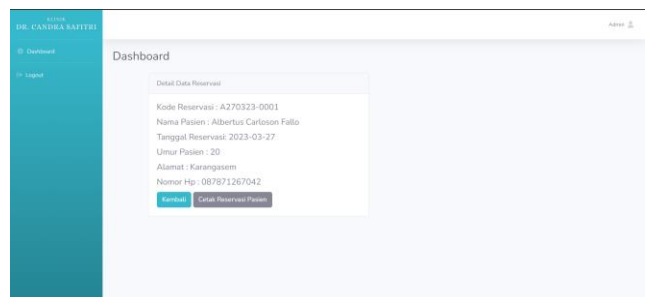 KLINIK
DR. CANDRA SAFITRI
Admin
Dashboard
Logout
Dashboard
Detail Data Reservasi
Kode Reservasi : A270323-0001
Nama Pasien : Albertus Carloson Fallo
Tanggal Reservasi: 2023-03-27
Umur Pasien : 20
Alamat : Karangasem
Nomor Hp : 087871267042
Kembali Cetak Reservasi Pasien